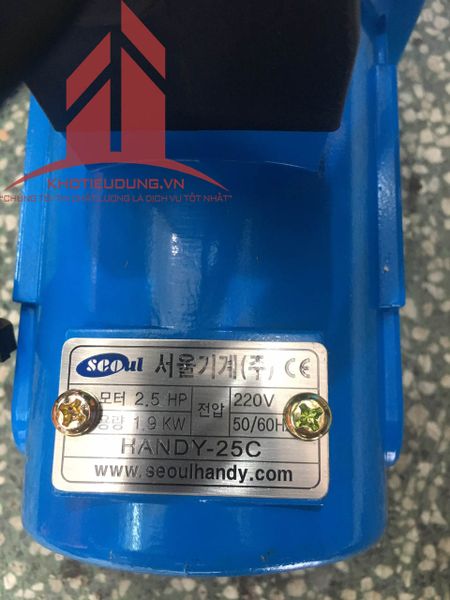 KHOTIEUDUNG.VN
seoul 서울기계(주) CE
모터 2.5 HP 전압 220V
용량 1.9 KW 50/60H
HANDY-25C
www.seoulhandy.com